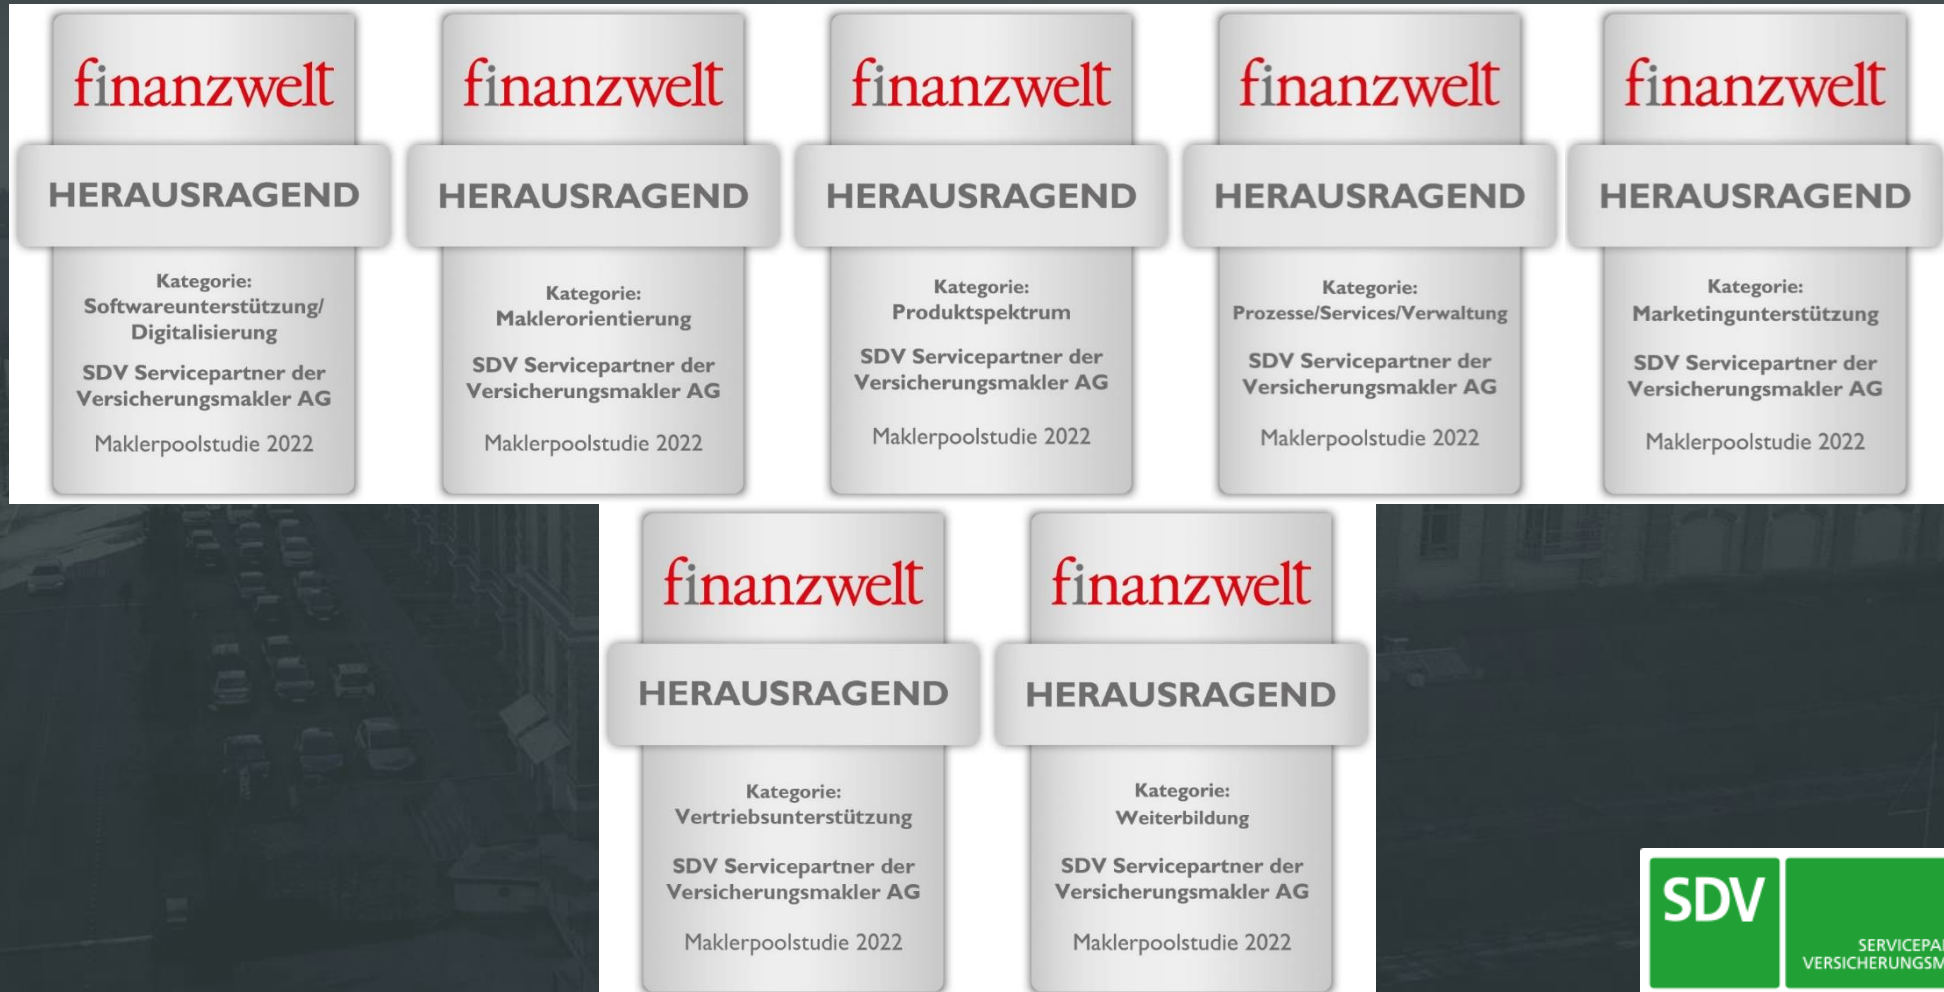 finanzwelt
HERAUSRAGEND
Kategorie:
Softwareunterstützung/
Digitalisierung
SDV Servicepartner der
Versicherungsmakler AG
Maklerpoolstudie 2022
finanzwelt
HERAUSRAGEND
Kategorie:
Maklerorientierung
SDV Servicepartner der
Versicherungsmakler AG
Maklerpoolstudie 2022
finanzwelt
HERAUSRAGEND
Kategorie:
Produktspektrum
SDV Servicepartner der
Versicherungsmakler AG
Maklerpoolstudie 2022
finanzwelt
HERAUSRAGEND
Kategorie:
Prozesse/Services/Verwaltung
SDV Servicepartner der
Versicherungsmakler AG
Maklerpoolstudie 2022
finanzwelt
HERAUSRAGEND
Kategorie:
Marketingunterstützung
SDV Servicepartner der
Versicherungsmakler AG
Maklerpoolstudie 2022
finanzwelt
HERAUSRAGEND
Kategorie:
Vertriebsunterstützung
SDV Servicepartner der
Versicherungsmakler AG
Maklerpoolstudie 2022
finanzwelt
HERAUSRAGEND
Kategorie:
Weiterbildung
SDV Servicepartner der
Versicherungsmakler AG
Maklerpoolstudie 2022
SDV